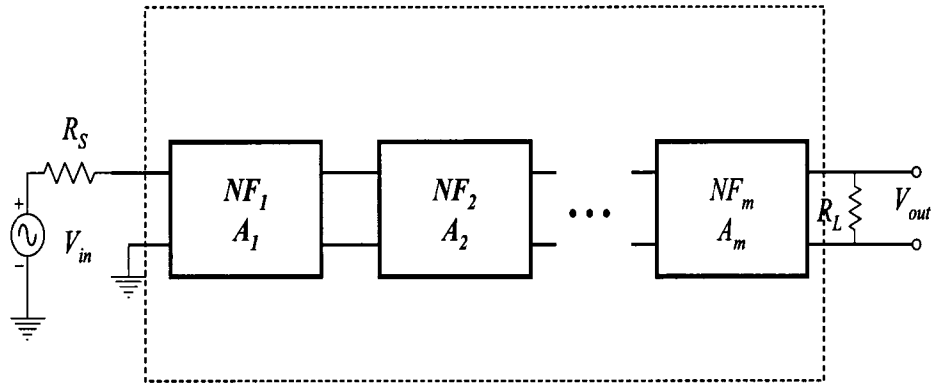 R_S
+
V_in
−
NF_1
A_1
NF_2
A_2
•••
NF_m
A_m
R_L
V_out